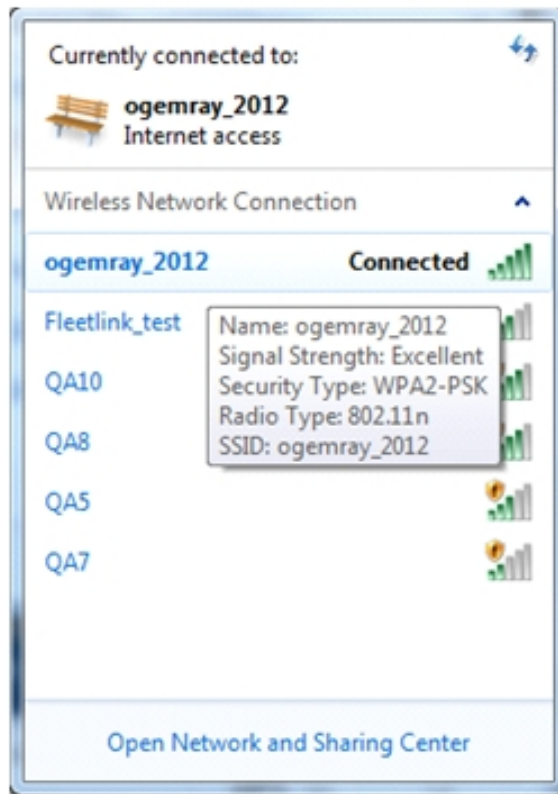 Currently connected to:
ogemray_2012
Internet access
Wireless Network Connection
ogemray_2012 Connected
Fleetlink_test
Name: ogemray_2012
Signal Strength: Excellent
Security Type: WPA2-PSK
Radio Type: 802.11n
SSID: ogemray_2012
QA10
QA8
QA5
QA7
Open Network and Sharing Center